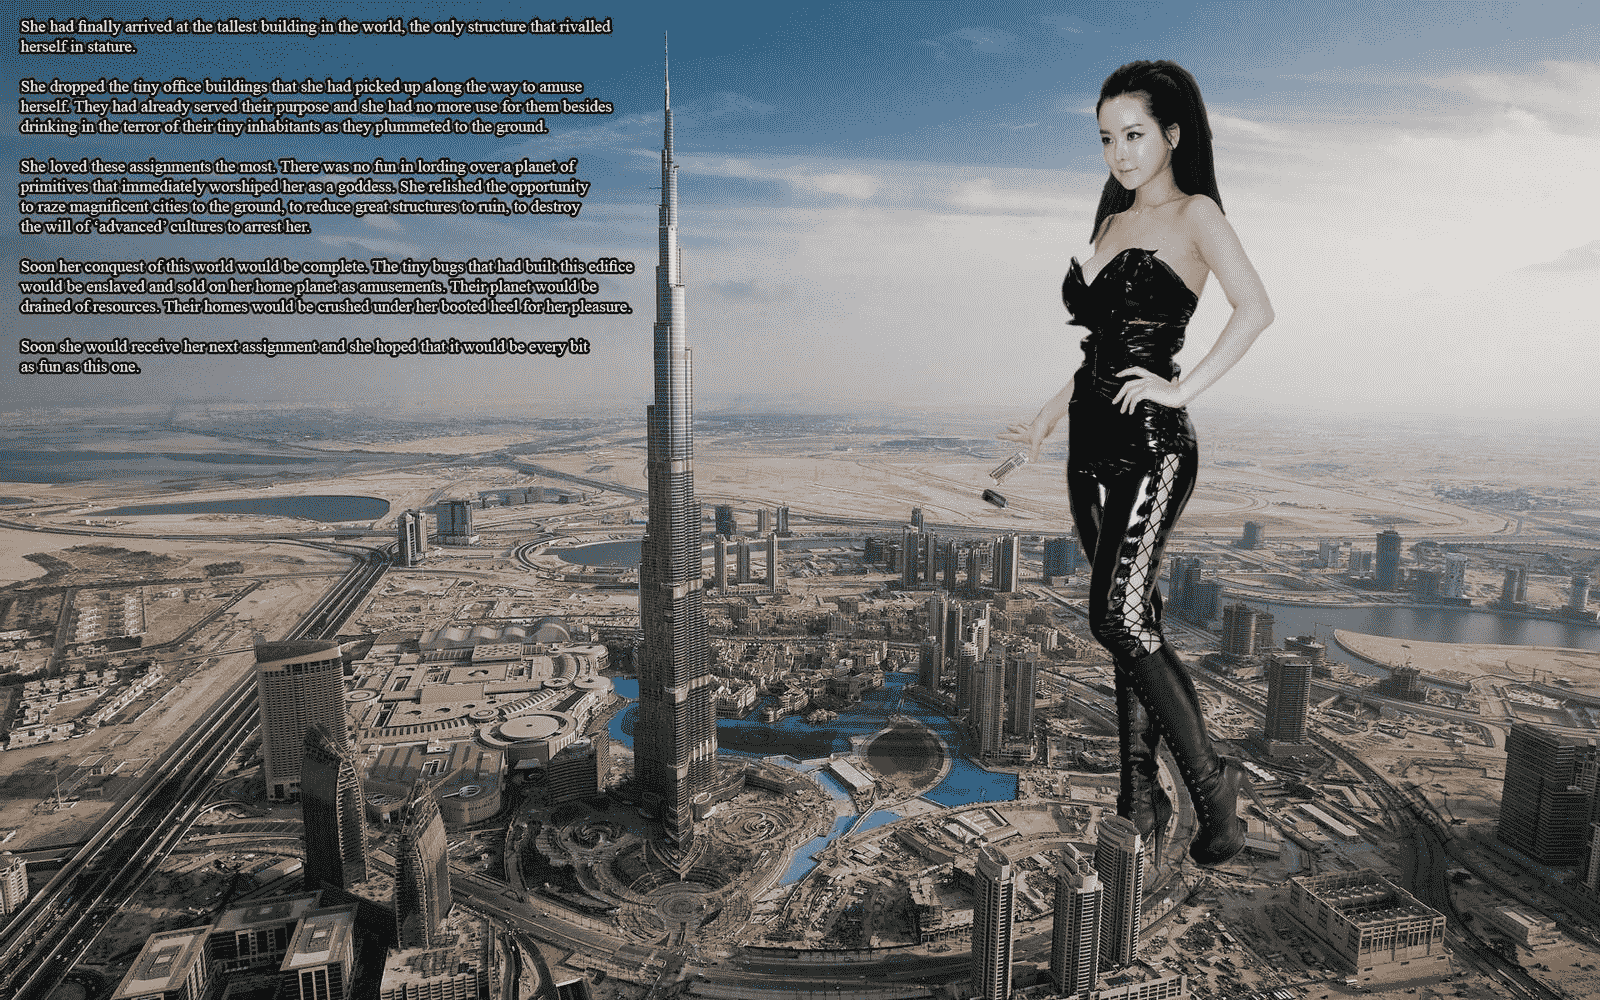 She had finally arrived at the tallest building in the world, the only structure that rivalled
herself in stature.
She dropped the tiny office buildings that she had picked up along the way to amuse
herself. They had already served their purpose and she had no more use for them besides
drinking in the terror of their tiny inhabitants as they plummeted to the ground.
She loved these assignments the most. There was no fun in lording over a planet of
primitives that immediately worshiped her as a goddess. She relished the opportunity
to raze magnificent cities to the ground, to reduce great structures to ruin, to destroy
the will of ‘advanced’ cultures to arrest her.
Soon her conquest of this world would be complete. The tiny bugs that had built this edifice
would be enslaved and sold on her home planet as amusements. Their planet would be
drained of resources. Their homes would be crushed under her booted heel for her pleasure.
Soon she would receive her next assignment and she hoped that it would be every bit
as fun as this one.